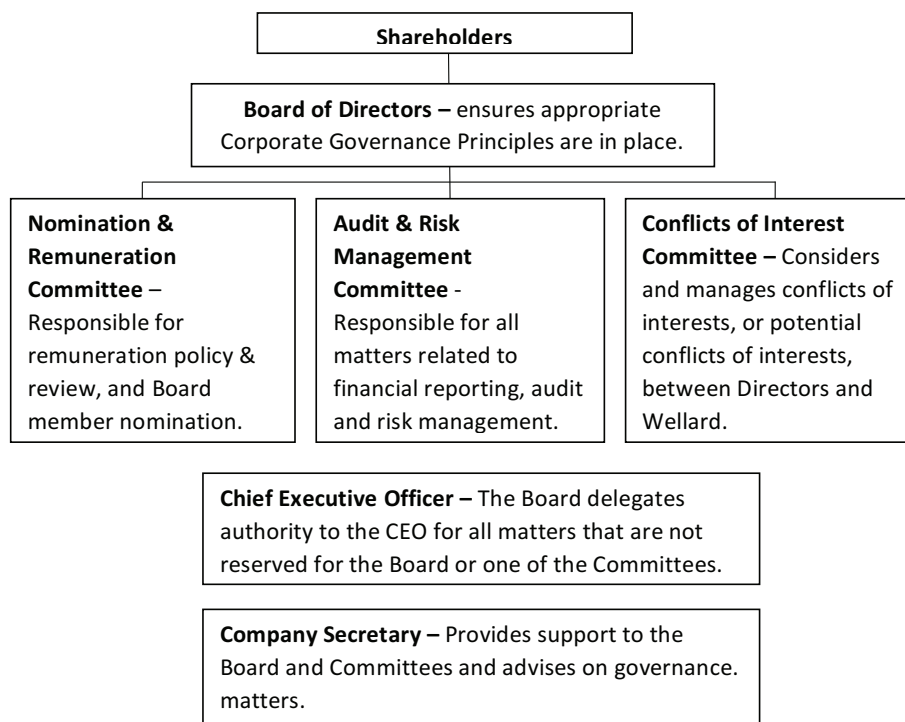 Shareholders
Board of Directors – ensures appropriate
Corporate Governance Principles are in place.
Nomination &
Remuneration
Committee –
Responsible for
remuneration policy &
review, and Board
member nomination.
Audit & Risk
Management
Committee -
Responsible for all
matters related to
financial reporting, audit
and risk management.
Conflicts of Interest
Committee – Considers
and manages conflicts of
interests, or potential
conflicts of interests,
between Directors and
Wellard.
Chief Executive Officer – The Board delegates
authority to the CEO for all matters that are not
reserved for the Board or one of the Committees.
Company Secretary – Provides support to the
Board and Committees and advises on governance.
matters.